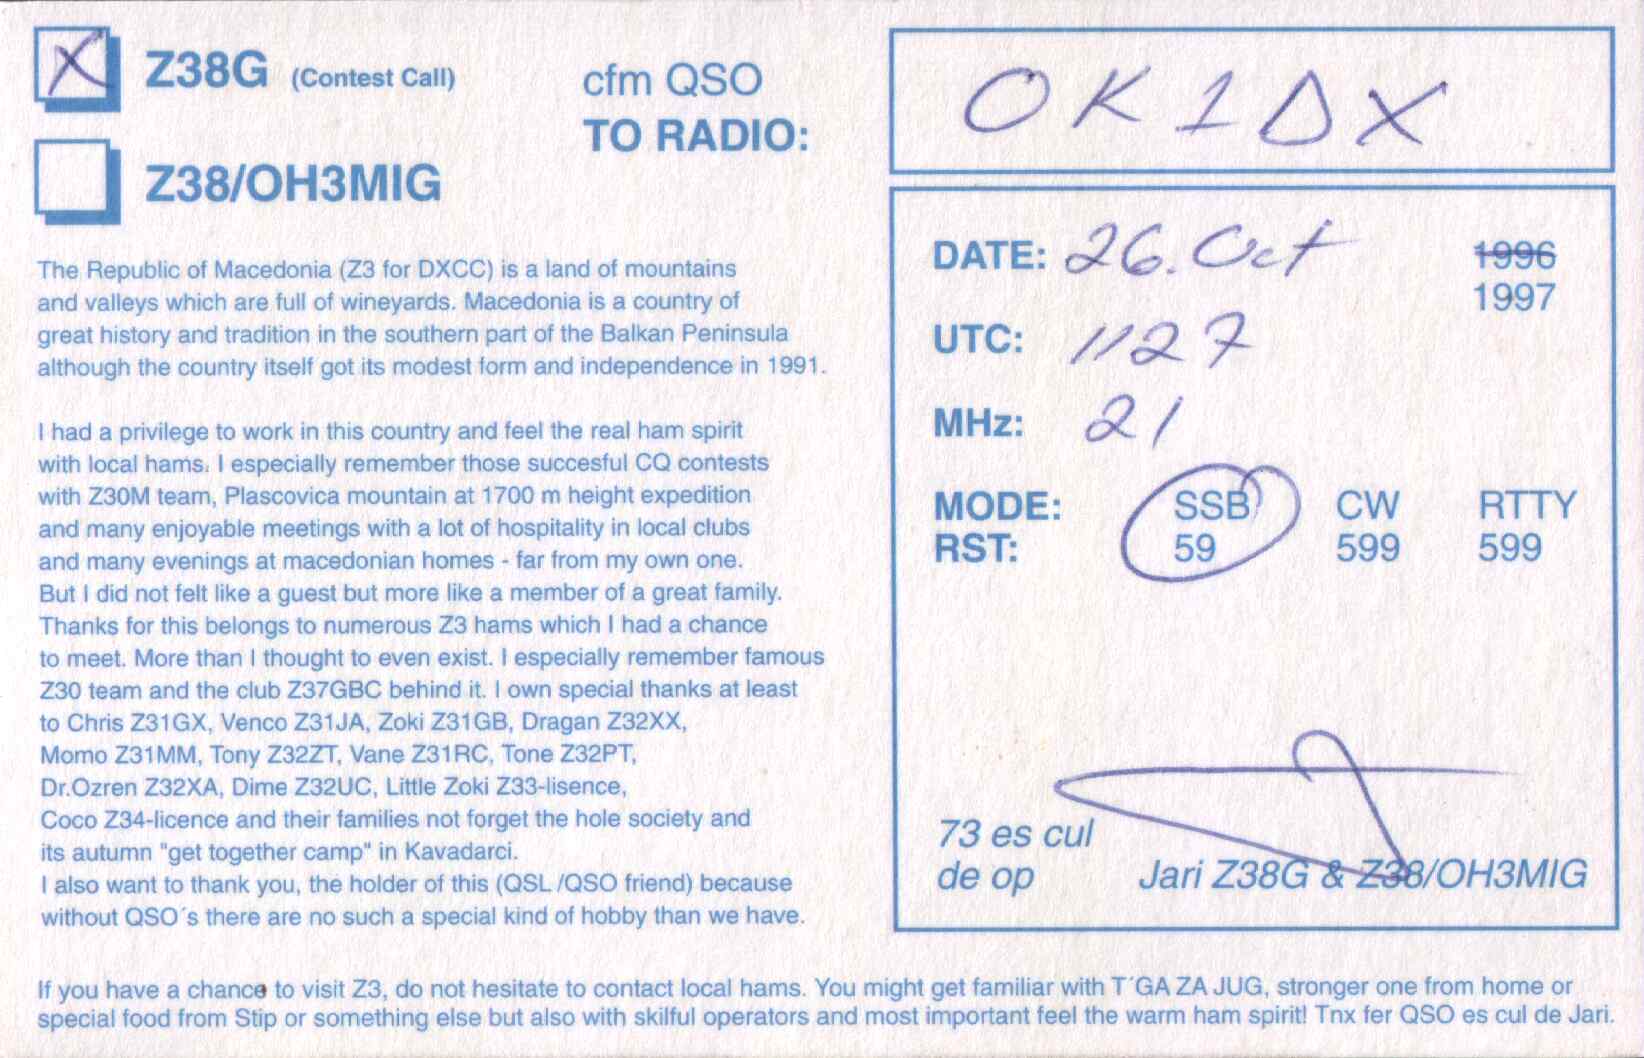 X Z38G (Contest Call)
Z38/OH3MIG
cfm QSO
TO RADIO:
OK1DX
The Republic of Macedonia (Z3 for DXCC) is a land of mountains
and valleys which are full of wineyards. Macedonia is a country of
great history and tradition in the southern part of the Balkan Peninsula
although the country itself got its modest form and independence in 1991.
I had a privilege to work in this country and feel the real ham spirit
with local hams. I especially remember those succesful CQ contests
with Z30M team, Plascovica mountain at 1700 m height expedition
and many enjoyable meetings with a lot of hospitality in local clubs
and many evenings at macedonian homes - far from my own one.
But I did not felt like a guest but more like a member of a great family.
Thanks for this belongs to numerous Z3 hams which I had a chance
to meet. More than I thought to even exist. I especially remember famous
Z30 team and the club Z37GBC behind it. I own special thanks at least
to Chris Z31GX, Venco Z31JA, Zoki Z31GB, Dragan Z32XX,
Momo Z31MM, Tony Z32ZT, Vane Z31RC, Tone Z32PT,
Dr.Ozren Z32XA, Dime Z32UC, Little Zoki Z33-lisence,
Coco Z34-licence and their families not forget the hole society and
its autumn "get together camp" in Kavadarci.
I also want to thank you, the holder of this (QSL /QSO friend) because
without QSO´s there are no such a special kind of hobby than we have.
DATE: 26. Oct 1996
1997
UTC: 1127
MHz: 21
MODE: SSB CW RTTY
RST: 59 599 599
73 es cul
de op Jari Z38G & Z38/OH3MIG
If you have a chance to visit Z3, do not hesitate to contact local hams. You might get familiar with T´GA ZA JUG, stronger one from home or
special food from Stip or something else but also with skilful operators and most important feel the warm ham spirit! Tnx fer QSO es cul de Jari.